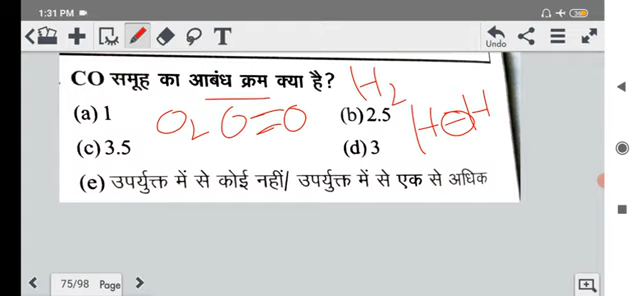 1:31 PM
Undo
CO समूह का आबंध क्रम क्या है? H2
(a) 1 O2 O=O (b) 2.5 H-H
(c) 3.5 (d) 3
(e) उपर्युक्त में से कोई नहीं/ उपर्युक्त में से एक से अधिक
75/98 Page